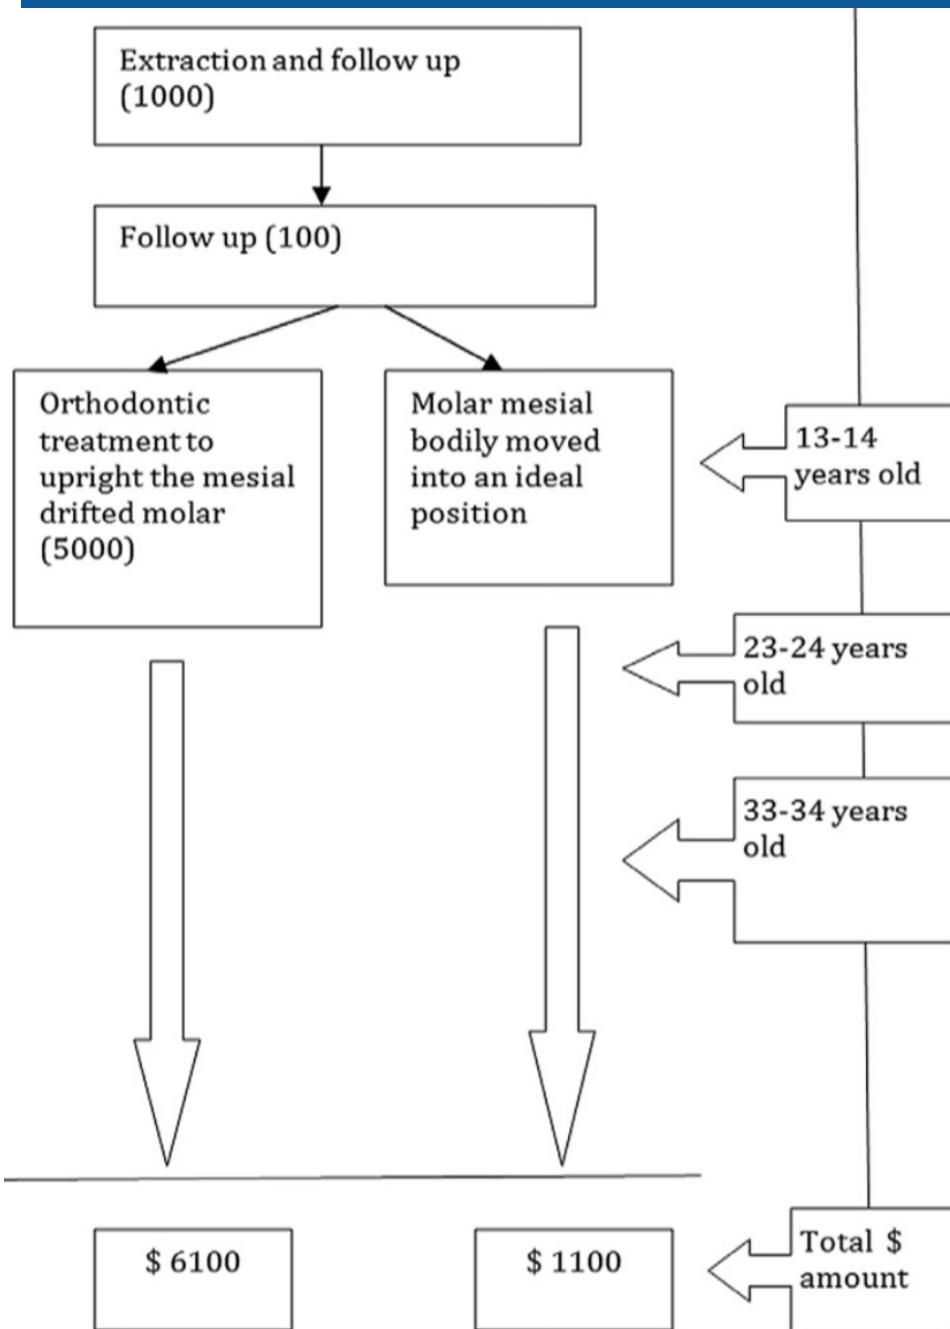 Extraction and follow up
(1000)
Follow up (100)
Orthodontic
treatment to
upright the mesial
drifted molar
(5000)
Molar mesial
bodily moved
into an ideal
position
13-14
years old
23-24 years
old
33-34 years
old
$ 6100
$ 1100
Total $
amount